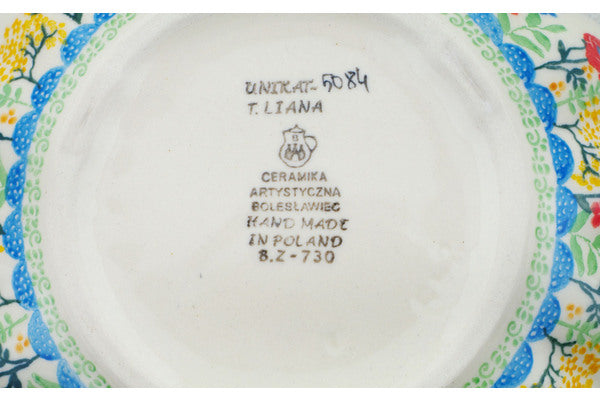 UNIKAT-5084
T. LIANA
B
CERAMIKA
ARTYSTYCZNA
BOLESŁAWIEC
HAND MADE
IN POLAND
B.Z-730